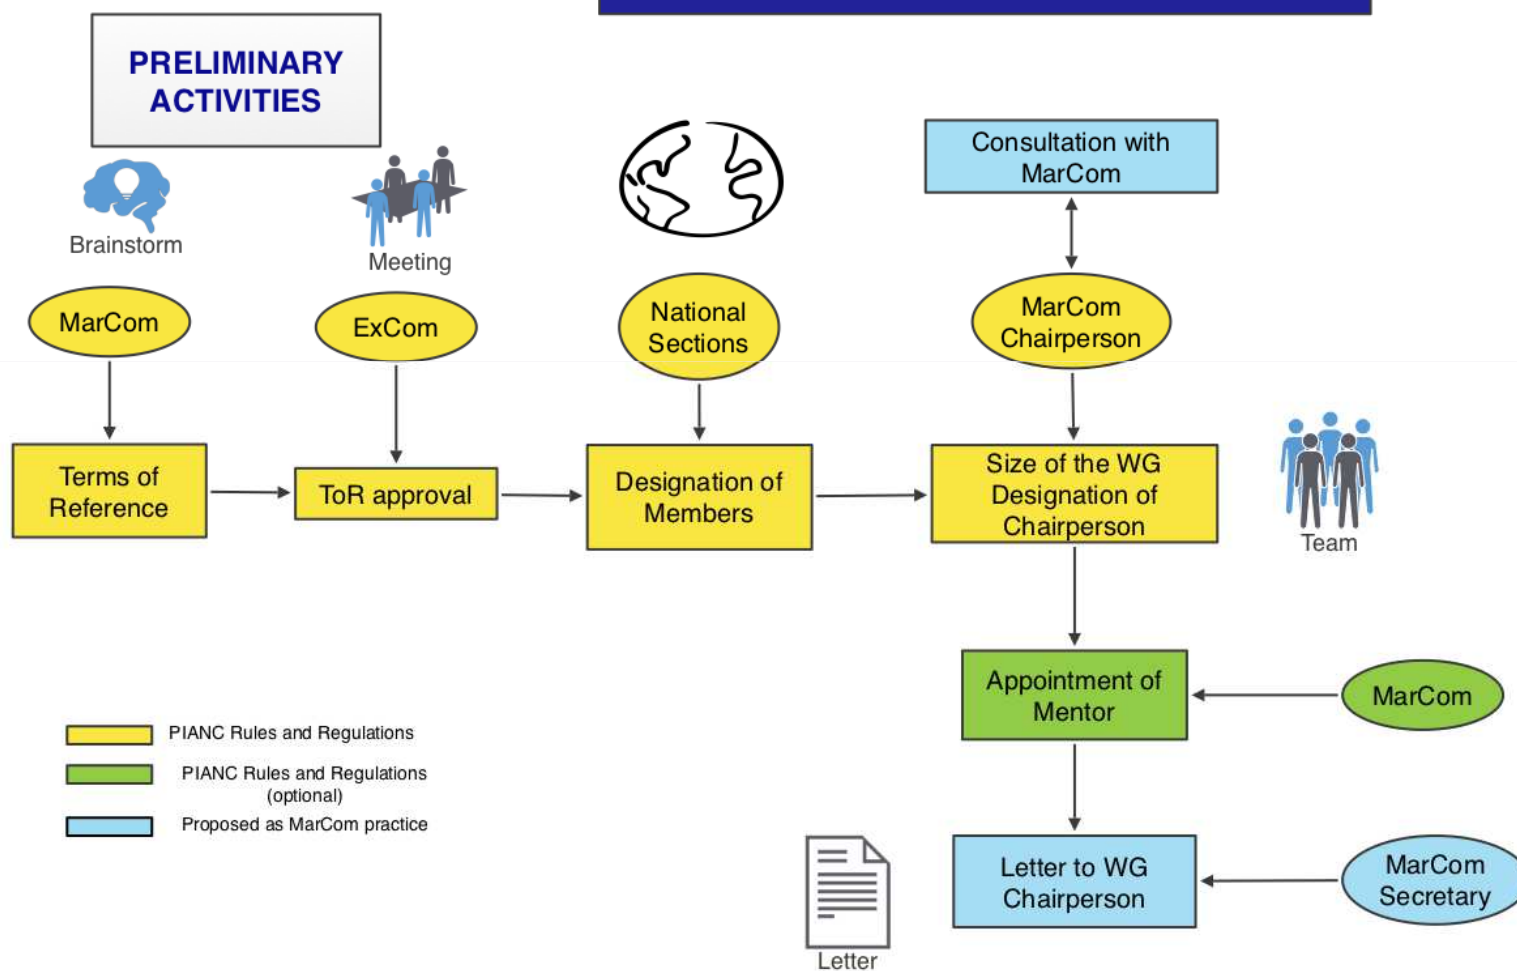 PRELIMINARY
ACTIVITIES
Brainstorm
Meeting
Consultation with
MarCom
MarCom
ExCom
National
Sections
MarCom
Chairperson
Terms of
Reference
ToR approval
Designation of
Members
Size of the WG
Designation of
Chairperson
Team
Appointment of
Mentor
MarCom
PIANC Rules and Regulations
PIANC Rules and Regulations
(optional)
Proposed as MarCom practice
Letter to WG
Chairperson
MarCom
Secretary
Letter